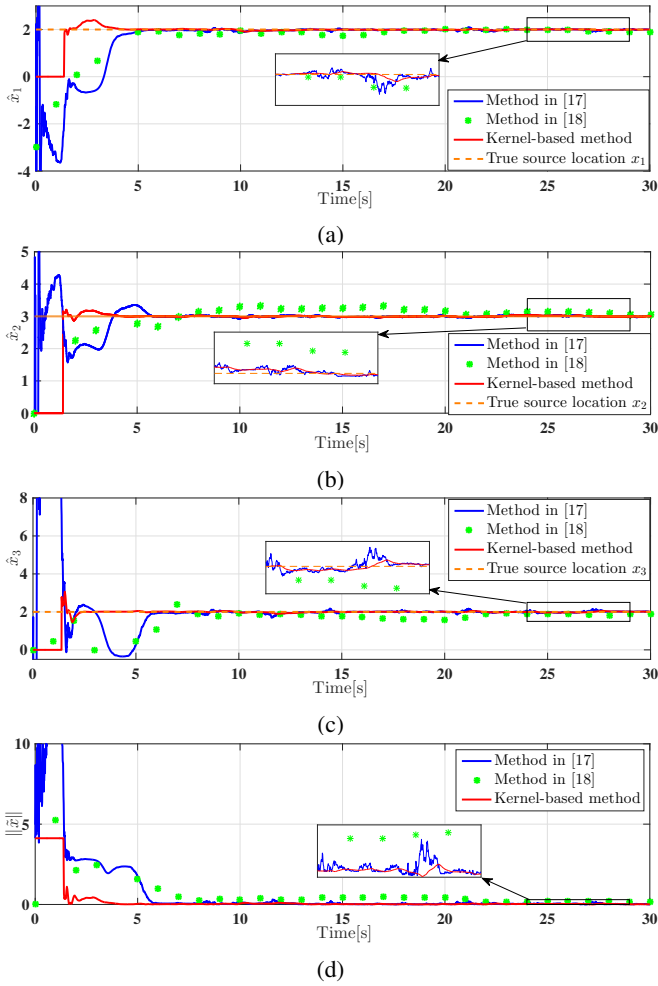 4
2
0
-2
-4
x̂₁
0
5
10
15
20
25
30
Time[s]
Method in [17]
Method in [18]
Kernel-based method
True source location x₁
(a)
5
4
3
2
1
0
x̂₂
0
5
10
15
20
25
30
Time[s]
Method in [17]
Method in [18]
Kernel-based method
True source location x₂
(b)
8
6
4
2
0
x̂₃
0
5
10
15
20
25
30
Time[s]
Method in [17]
Method in [18]
Kernel-based method
True source location x₃
(c)
10
5
0
||x̃||
0
5
10
15
20
25
30
Time[s]
Method in [17]
Method in [18]
Kernel-based method
(d)